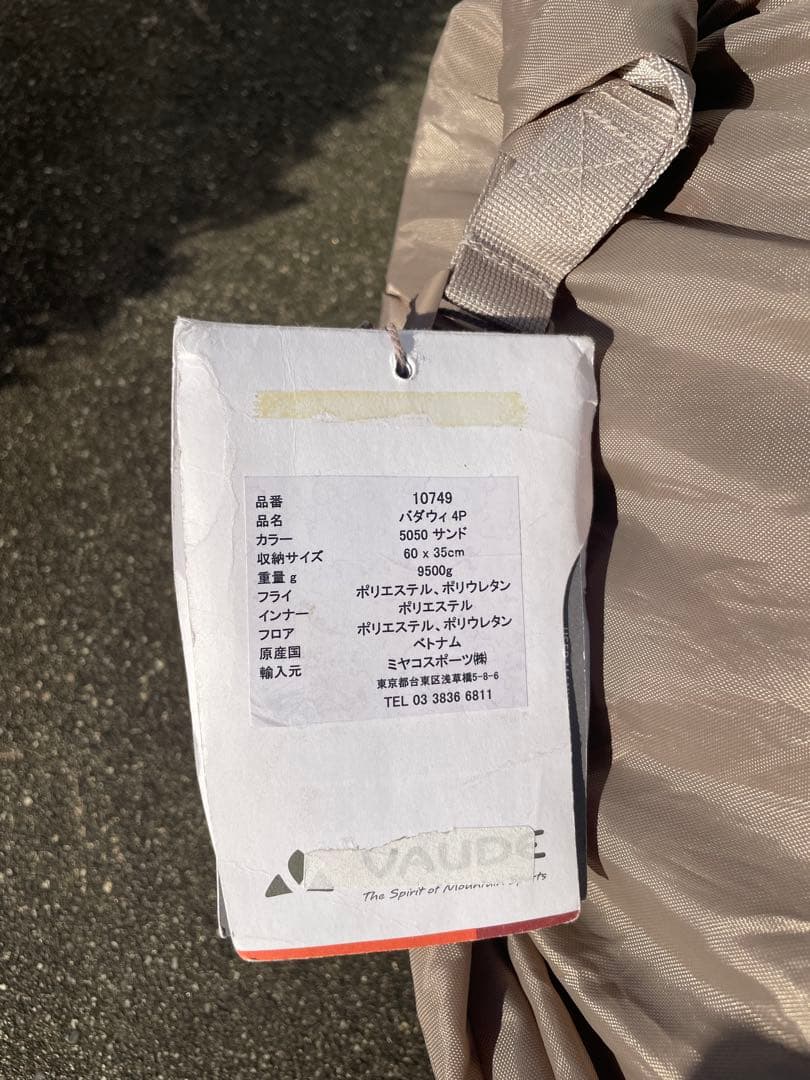 品番 10749
品名 バダウィ 4P
カラー 5050 サンド
収納サイズ 60 x 35cm
重量 g 9500g
フライ ポリエステル、ポリウレタン
インナー ポリエステル
フロア ポリエステル、ポリウレタン
原産国 ベトナム
輸入元 ミヤコスポーツ㈱
東京都台東区浅草橋5-8-6
TEL 03 3836 6811
VAUDE
The Spirit of Mountain Sports